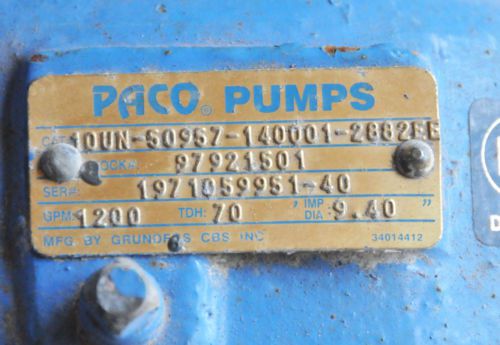 PACO® PUMPS
10UN-50957-140001-2882EE
97921501
SER#: 1971059951-40
GPM: 1200 TDH: 70 ' IMP DIA 9.40 "
MFG. BY GRUNDFOS CBS INC 34014412